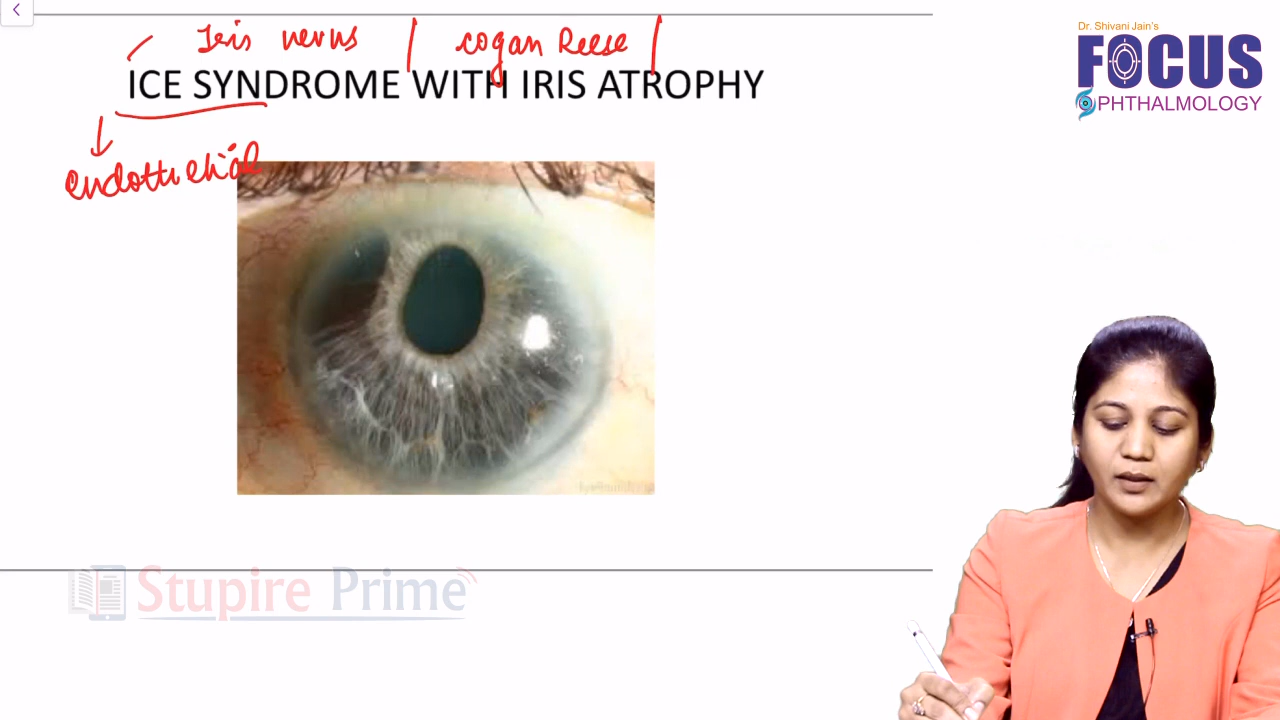 Iris nevus | cogan Reese |
ICE SYNDROME WITH IRIS ATROPHY
endothelial
Dr. Shivani Jain's
FOCUS
OPHTHALMOLOGY
Stupire Prime